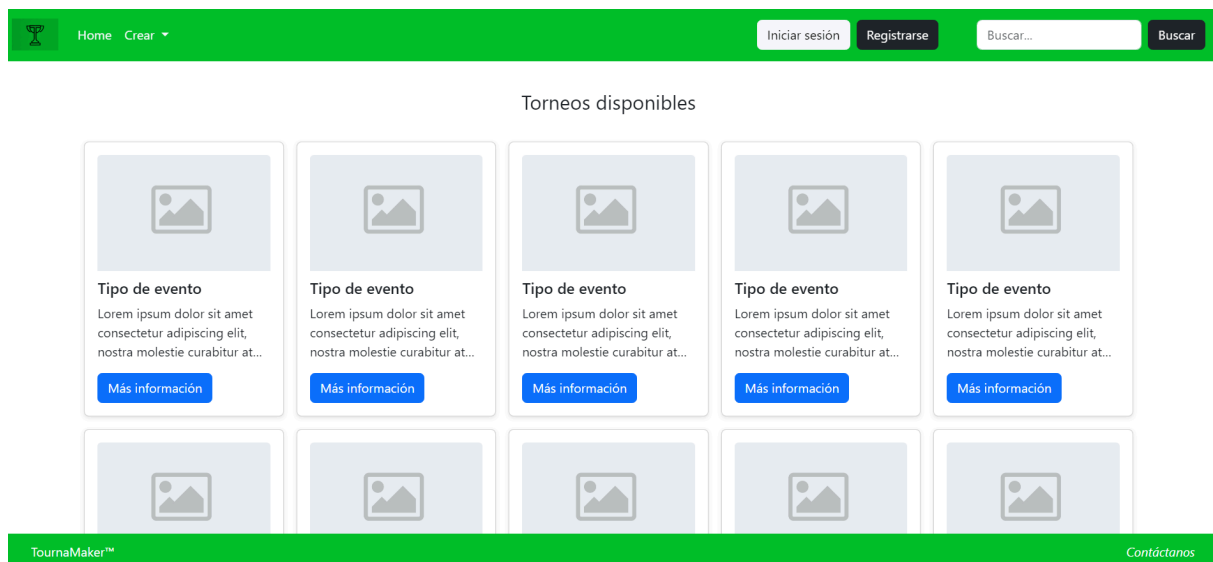 Home Crear Iniciar sesión Registrarse Buscar... Buscar
Torneos disponibles
Tipo de evento
Lorem ipsum dolor sit amet
consectetur adipiscing elit,
nostra molestie curabitur at...
Más información
Tipo de evento
Lorem ipsum dolor sit amet
consectetur adipiscing elit,
nostra molestie curabitur at...
Más información
Tipo de evento
Lorem ipsum dolor sit amet
consectetur adipiscing elit,
nostra molestie curabitur at...
Más información
Tipo de evento
Lorem ipsum dolor sit amet
consectetur adipiscing elit,
nostra molestie curabitur at...
Más información
Tipo de evento
Lorem ipsum dolor sit amet
consectetur adipiscing elit,
nostra molestie curabitur at...
Más información
TournaMaker™ Contáctanos